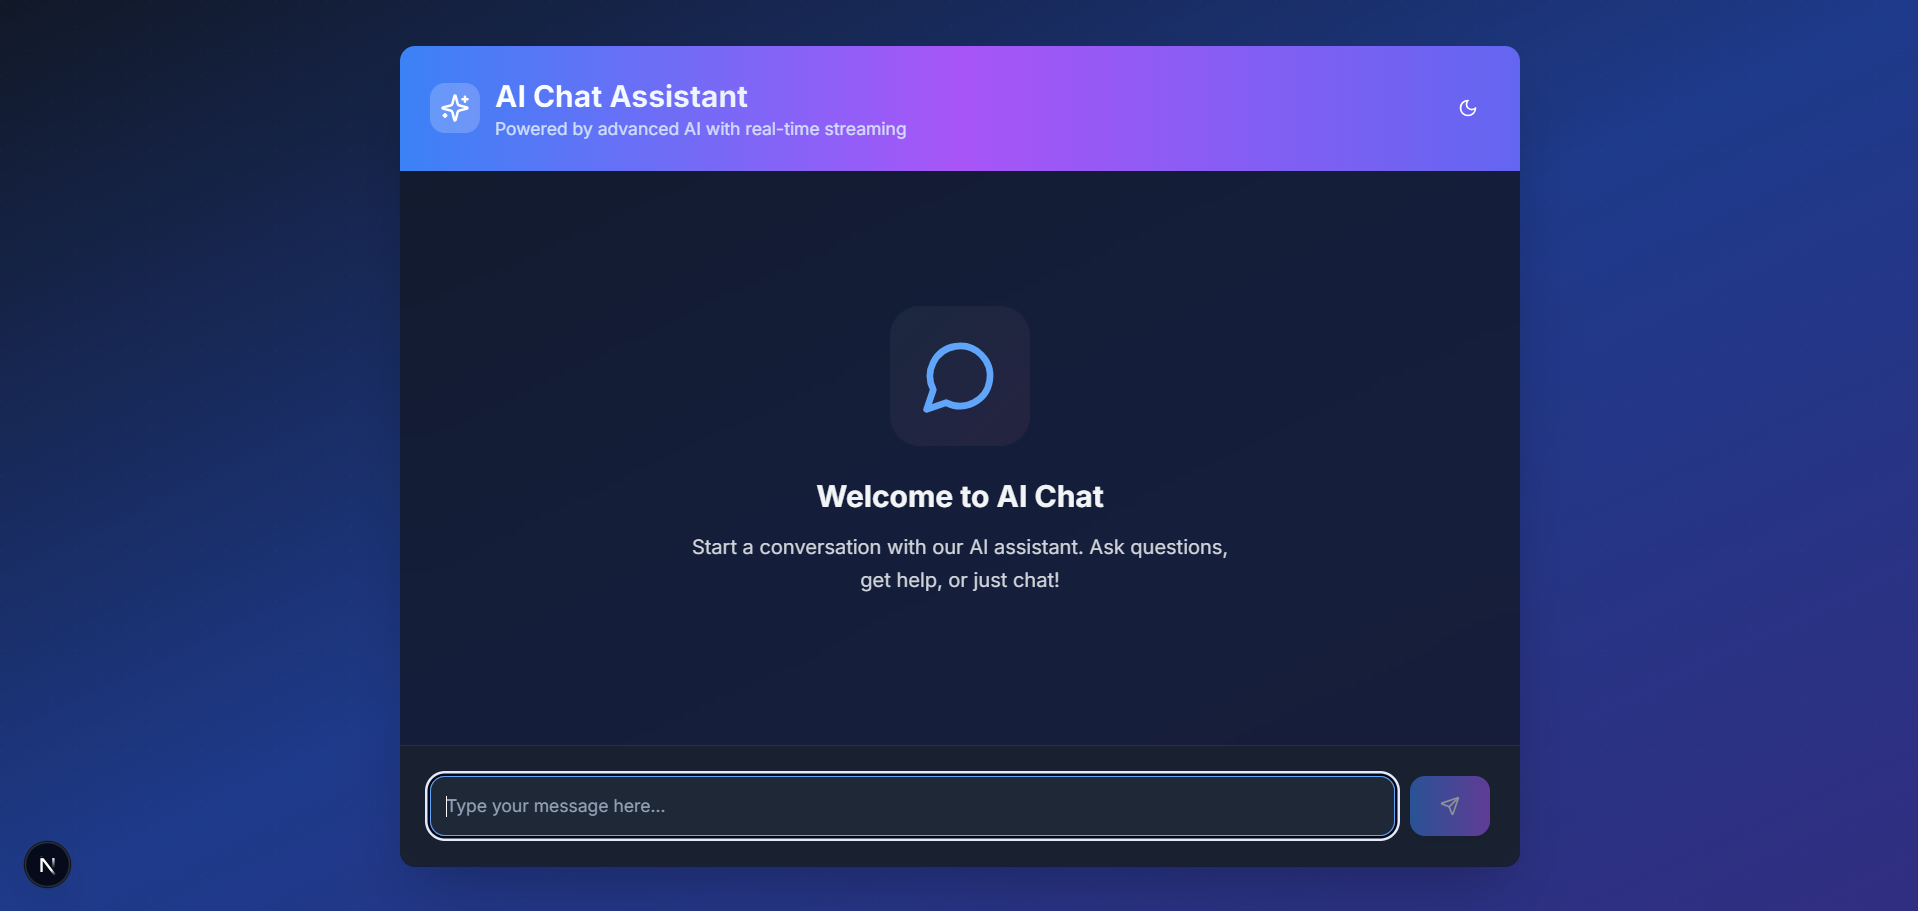 AI Chat Assistant
Powered by advanced AI with real-time streaming
Welcome to AI Chat
Start a conversation with our AI assistant. Ask questions,
get help, or just chat!
Type your message here...
N